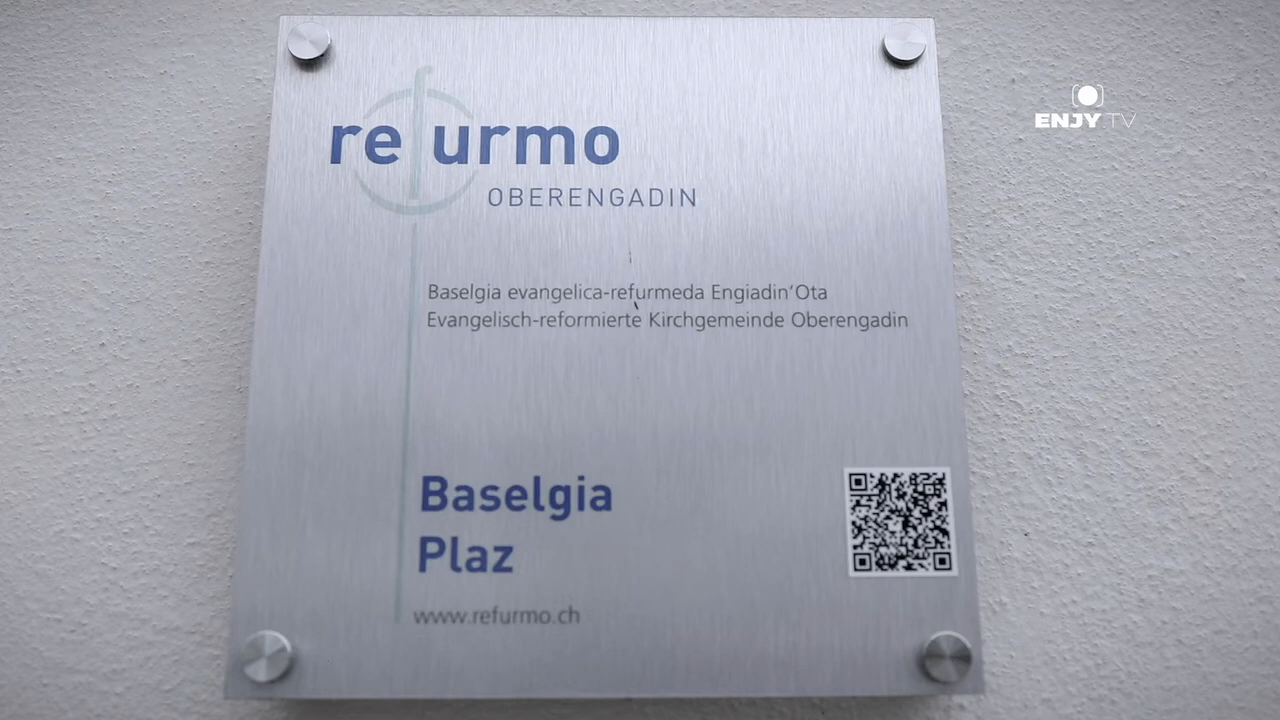 refurmo
OBERENGADIN
Baselgia evangelica-refurmeda Engiadin'Ota
Evangelisch-reformierte Kirchgemeinde Oberengadin
Baselgia
Plaz
www.refurmo.ch
ENJY.TV